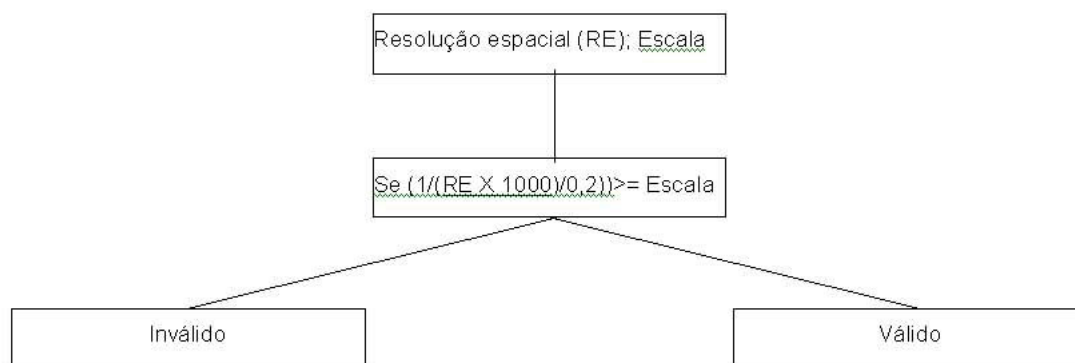 Resolução espacial (RE); Escala
Se (1/(RE X 1000)/0,2))>= Escala
Inválido
Válido